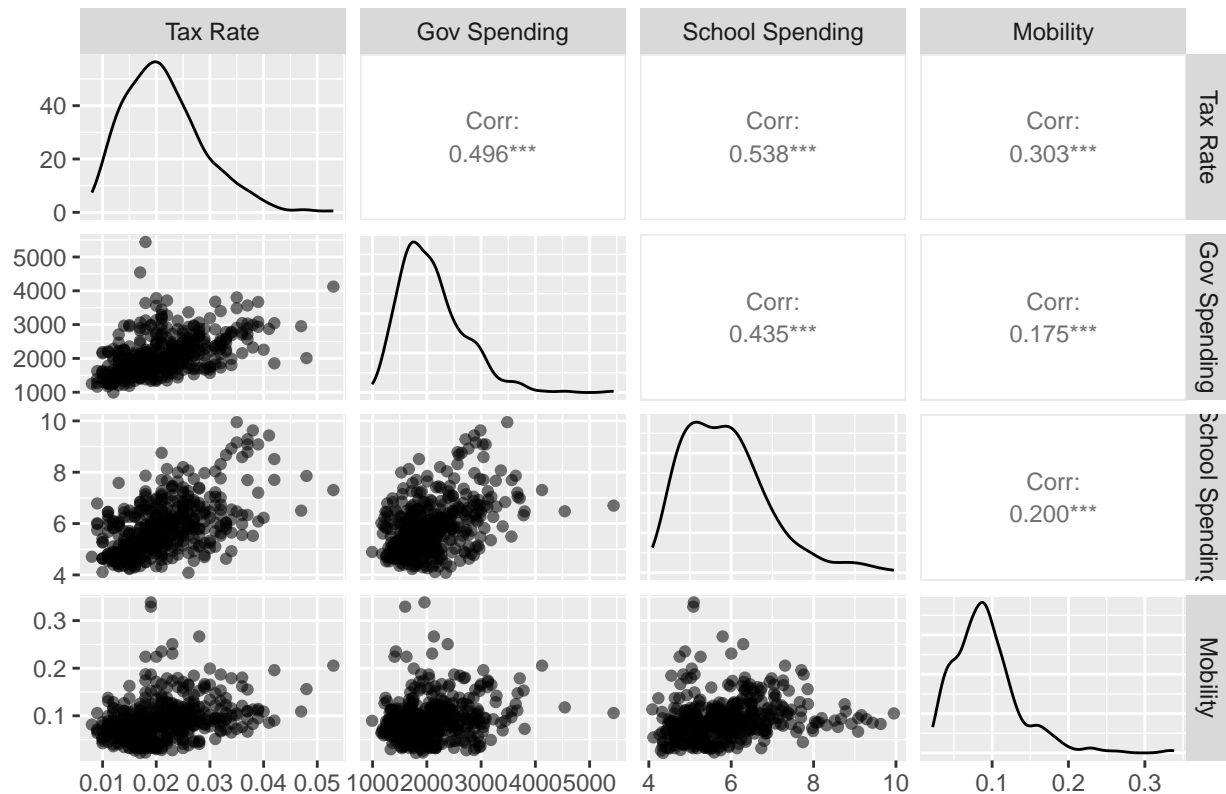 Tax Rate Gov Spending School Spending Mobility
40
20
0
Corr:
0.496***
Corr:
0.538***
Corr:
0.303***
Tax Rate
5000
4000
3000
2000
1000
Corr:
0.435***
Corr:
0.175***
Gov Spending
10
8
6
4
Corr:
0.200***
School Spending
0.3
0.2
0.1
Mobility
0.01 0.02 0.03 0.04 0.05
1000 2000 3000 4000 5000
4 6 8 10
0.1 0.2 0.3